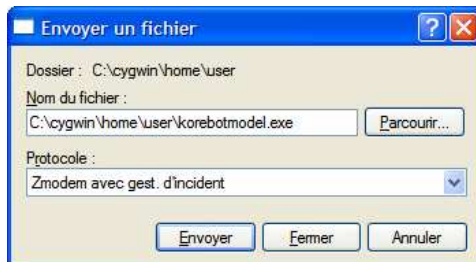 Envoyer un fichier
Dossier : C:\cygwin\home\user
Nom du fichier :
C:\cygwin\home\user\korebotmodel.exe Parcourir...
Protocole :
Zmodem avec gest. d'incident
Envoyer Fermer Annuler